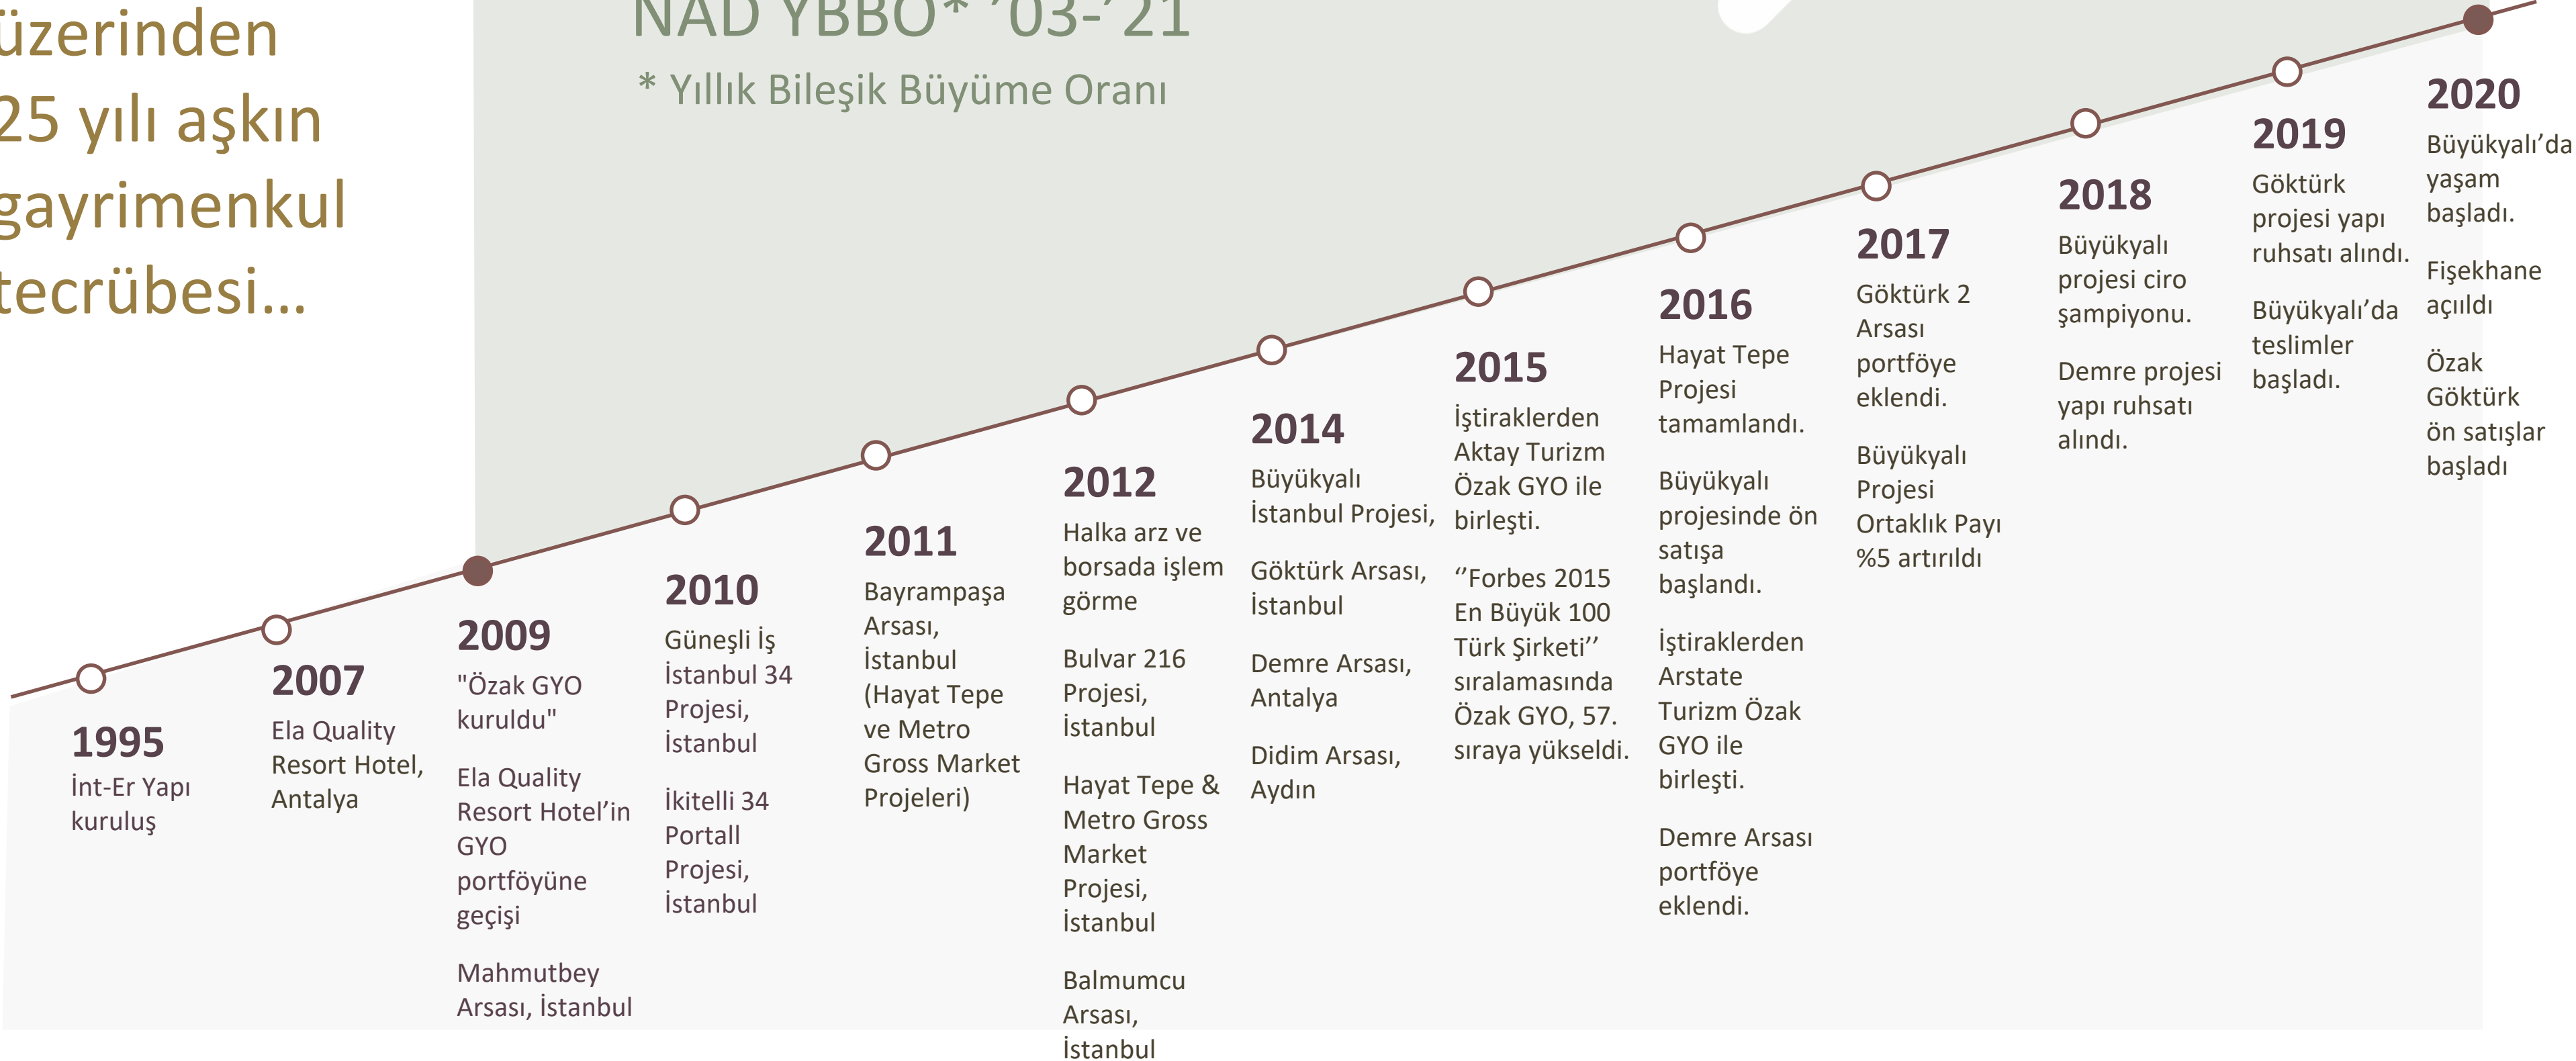 üzerinden
25 yılı aşkın
gayrimenkul
tecrübesi…
NAD YBBO* ’03-’21
* Yıllık Bileşik Büyüme Oranı
1995
İnt-Er Yapı
kuruluş
2007
Ela Quality
Resort Hotel,
Antalya
2009
"Özak GYO
kuruldu"
Ela Quality
Resort Hotel’in
GYO
portföyüne
geçişi
Mahmutbey
Arsası, İstanbul
2010
Güneşli İş
İstanbul 34
Projesi,
İstanbul
İkitelli 34
Portall
Projesi,
İstanbul
2011
Bayrampaşa
Arsası,
İstanbul
(Hayat Tepe
ve Metro
Gross Market
Projeleri)
2012
Halka arz ve
borsada işlem
görme
Bulvar 216
Projesi,
İstanbul
Hayat Tepe &
Metro Gross
Market
Projesi,
İstanbul
Balmumcu
Arsası,
İstanbul
2014
Büyükyalı
İstanbul Projesi,
Göktürk Arsası,
İstanbul
Demre Arsası,
Antalya
Didim Arsası,
Aydın
2015
İştiraklerden
Aktay Turizm
Özak GYO ile
birleşti.
‘’Forbes 2015
En Büyük 100
Türk Şirketi’’
sıralamasında
Özak GYO, 57.
sıraya yükseldi.
2016
Hayat Tepe
Projesi
tamamlandı.
Büyükyalı
projesinde ön
satışa
başlandı.
İştiraklerden
Arstate
Turizm Özak
GYO ile
birleşti.
Demre Arsası
portföye
eklendi.
2017
Göktürk 2
Arsası
portföye
eklendi.
Büyükyalı
Projesi
Ortaklık Payı
%5 artırıldı
2018
Büyükyalı
projesi ciro
şampiyonu.
Demre projesi
yapı ruhsatı
alındı.
2019
Göktürk
projesi yapı
ruhsatı alındı.
Büyükyalı’da
teslimler
başladı.
2020
Büyükyalı’da
yaşam
başladı.
Fişekhane
açııldı
Özak
Göktürk
ön satışlar
başladı